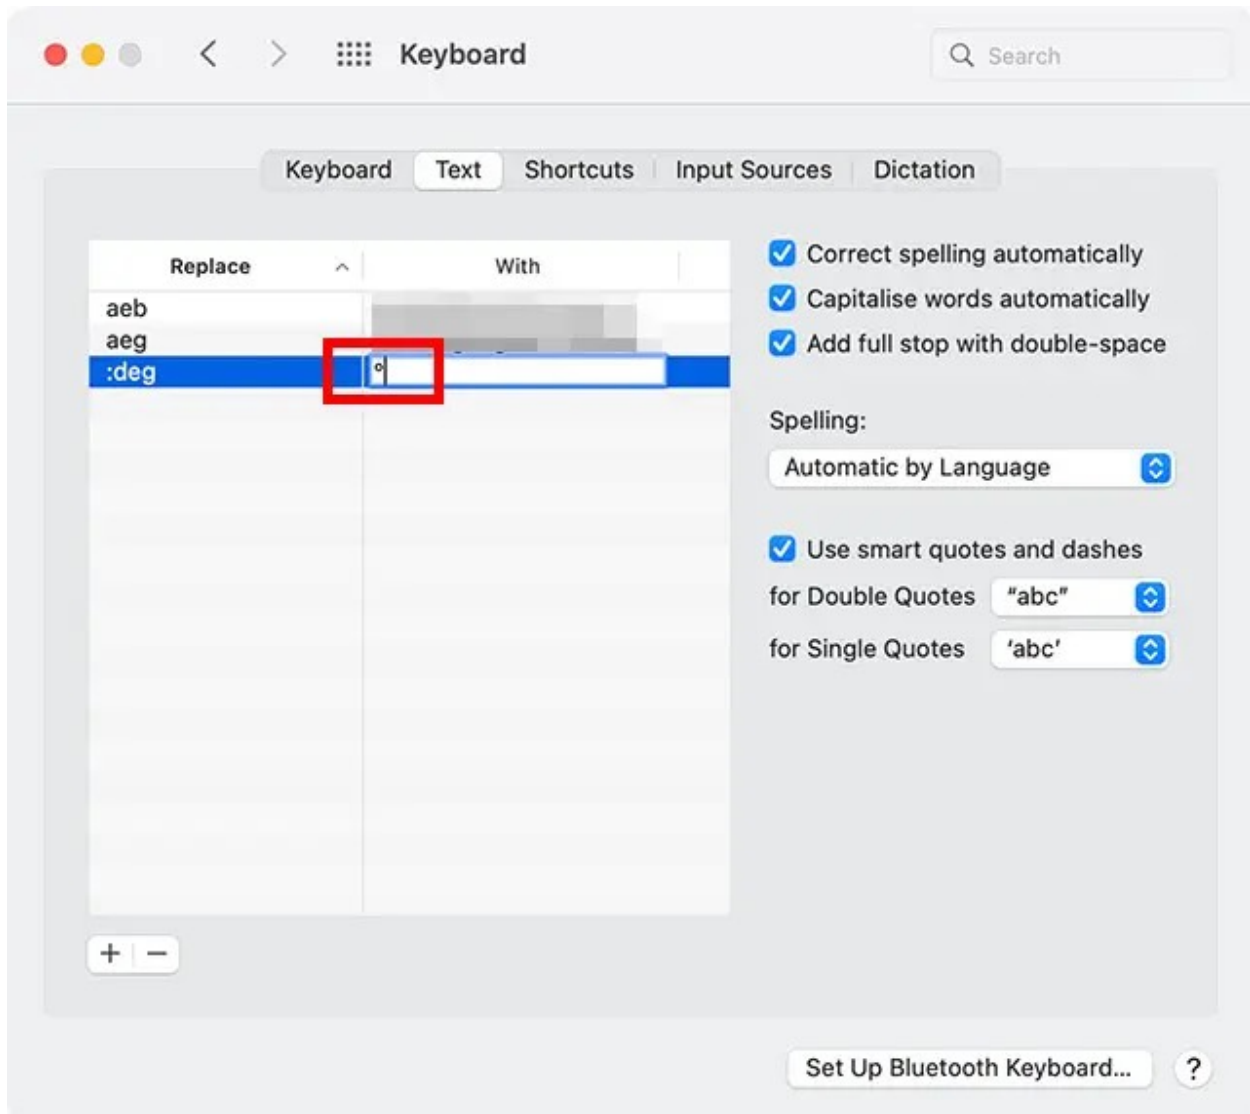 Keyboard
Search
Keyboard Text Shortcuts Input Sources Dictation
Replace With
aeb
aeg
:deg °
Correct spelling automatically
Capitalise words automatically
Add full stop with double-space
Spelling:
Automatic by Language
Use smart quotes and dashes
for Double Quotes “abc”
for Single Quotes ‘abc’
+ −
Set Up Bluetooth Keyboard... ?